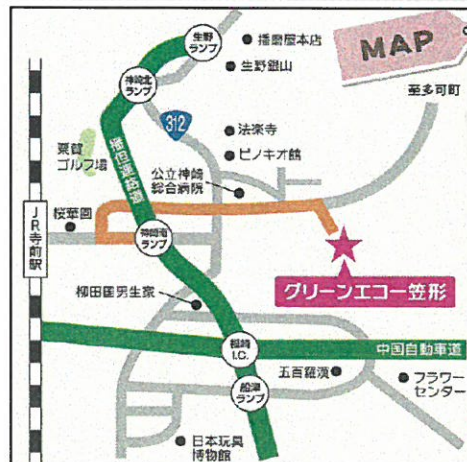 MAP
生野
ランプ
播磨屋本店
生野銀山
至多可町
神崎北
ランプ
312
法楽寺
ピノキオ館
粟賀
ゴルフ場
播但連絡道
公立神崎
総合病院
桜華園
JR寺前駅
神崎南
ランプ
グリーンエコー笠形
柳田国男生家
福崎
I.C.
中国自動車道
五百羅漢
フラワー
センター
船津
ランプ
日本玩具
博物館